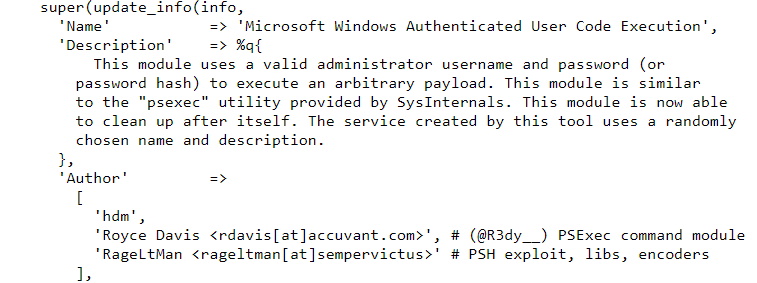 super(update_info(info,
'Name' => 'Microsoft Windows Authenticated User Code Execution',
'Description' => %q{
This module uses a valid administrator username and password (or
password hash) to execute an arbitrary payload. This module is similar
to the "psexec" utility provided by SysInternals. This module is now able
to clean up after itself. The service created by this tool uses a randomly
chosen name and description.
},
'Author' =>
[
'hdm',
'Royce Davis <rdavis[at]accuvant.com>', # (@R3dy__) PSExec command module
'RageLtMan <rageltman[at]sempervictus>' # PSH exploit, libs, encoders
],